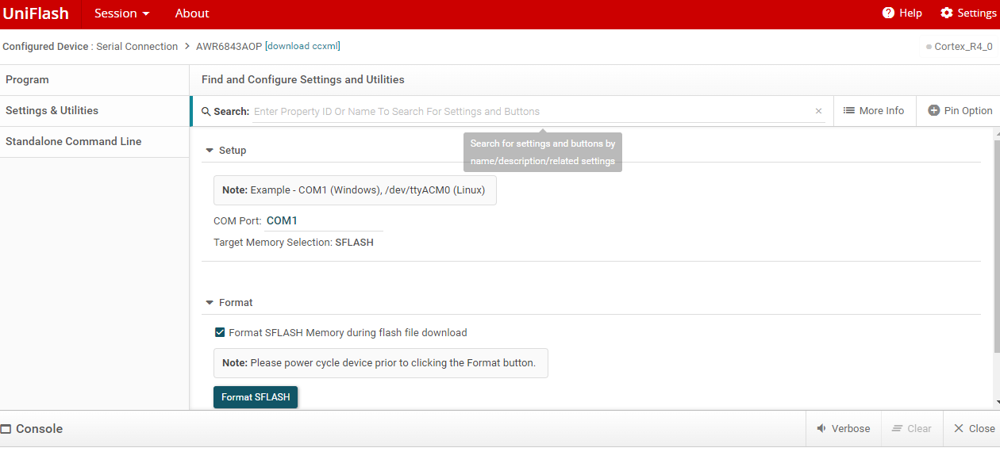 UniFlash Session About Help Settings
Configured Device : Serial Connection > AWR6843AOP [download ccxml] Cortex_R4_0
Program
Settings & Utilities
Standalone Command Line
Find and Configure Settings and Utilities
Search: Enter Property ID Or Name To Search For Settings and Buttons × More Info Pin Option
Search for settings and buttons by
name/description/related settings
Setup
Note: Example - COM1 (Windows), /dev/ttyACM0 (Linux)
COM Port: COM1
Target Memory Selection: SFLASH
Format
Format SFLASH Memory during flash file download
Note: Please power cycle device prior to clicking the Format button.
Format SFLASH
Console Verbose Clear Close